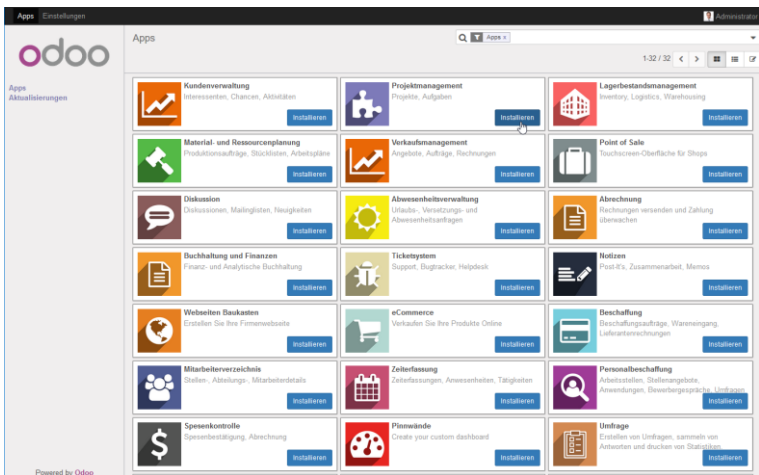 Apps Einstellungen Administrator
odoo
Apps
Apps x
1-32 / 32
Apps
Aktualisierungen
Kundenverwaltung
Interessenten, Chancen, Aktivitäten
Installieren
Projektmanagement
Projekte, Aufgaben
Installieren
Lagerbestandsmanagement
Inventory, Logistics, Warehousing
Installieren
Material- und Ressourcenplanung
Produktionsaufträge, Stücklisten, Arbeitspläne
Installieren
Verkaufsmanagement
Angebote, Aufträge, Rechnungen
Installieren
Point of Sale
Touchscreen-Oberfläche für Shops
Installieren
Diskussion
Diskussionen, Mailinglisten, Neuigkeiten
Installieren
Abwesenheitsverwaltung
Urlaubs-, Versetzungs- und
Abwesenheitsanfragen
Installieren
Abrechnung
Rechnungen versenden und Zahlung
überwachen
Installieren
Buchhaltung und Finanzen
Finanz- und Analytische Buchhaltung
Installieren
Ticketsystem
Support, Bugtracker, Helpdesk
Installieren
Notizen
Post-It's, Zusammenarbeit, Memos
Installieren
Webseiten Baukasten
Erstellen Sie Ihre Firmenwebseite
Installieren
eCommerce
Verkaufen Sie Ihre Produkte Online
Installieren
Beschaffung
Beschaffungsaufträge, Wareneingang,
Lieferantenrechnungen
Installieren
Mitarbeiterverzeichnis
Stellen-, Abteilungs-, Mitarbeiterdetails
Installieren
Zeiterfassung
Zeiterfassungen, Anwesenheiten, Tätigkeiten
Installieren
Personalbeschaffung
Arbeitsstellen, Stellenangebote,
Anwendungen, Bewerbergespräche, Umfragen
Installieren
Spesenkontrolle
Spesenbestätigung, Abrechnung
Installieren
Pinnwände
Create your custom dashboard
Installieren
Umfrage
Erstellen von Umfragen, sammeln von
Antworten und drucken von Statistiken
Installieren
Powered by Odoo